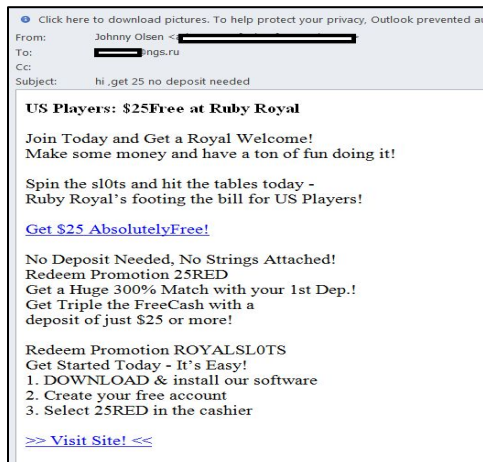 Click here to download pictures. To help protect your privacy, Outlook prevented au
From: Johnny Olsen <
To: @ngs.ru
Cc:
Subject: hi ,get 25 no deposit needed
US Players: $25Free at Ruby Royal
Join Today and Get a Royal Welcome!
Make some money and have a ton of fun doing it!
Spin the sl0ts and hit the tables today -
Ruby Royal’s footing the bill for US Players!
Get $25 AbsolutelyFree!
No Deposit Needed, No Strings Attached!
Redeem Promotion 25RED
Get a Huge 300% Match with your 1st Dep.!
Get Triple the FreeCash with a
deposit of just $25 or more!
Redeem Promotion ROYALSL0TS
Get Started Today - It’s Easy!
1. DOWNLOAD & install our software
2. Create your free account
3. Select 25RED in the cashier
>> Visit Site! <<